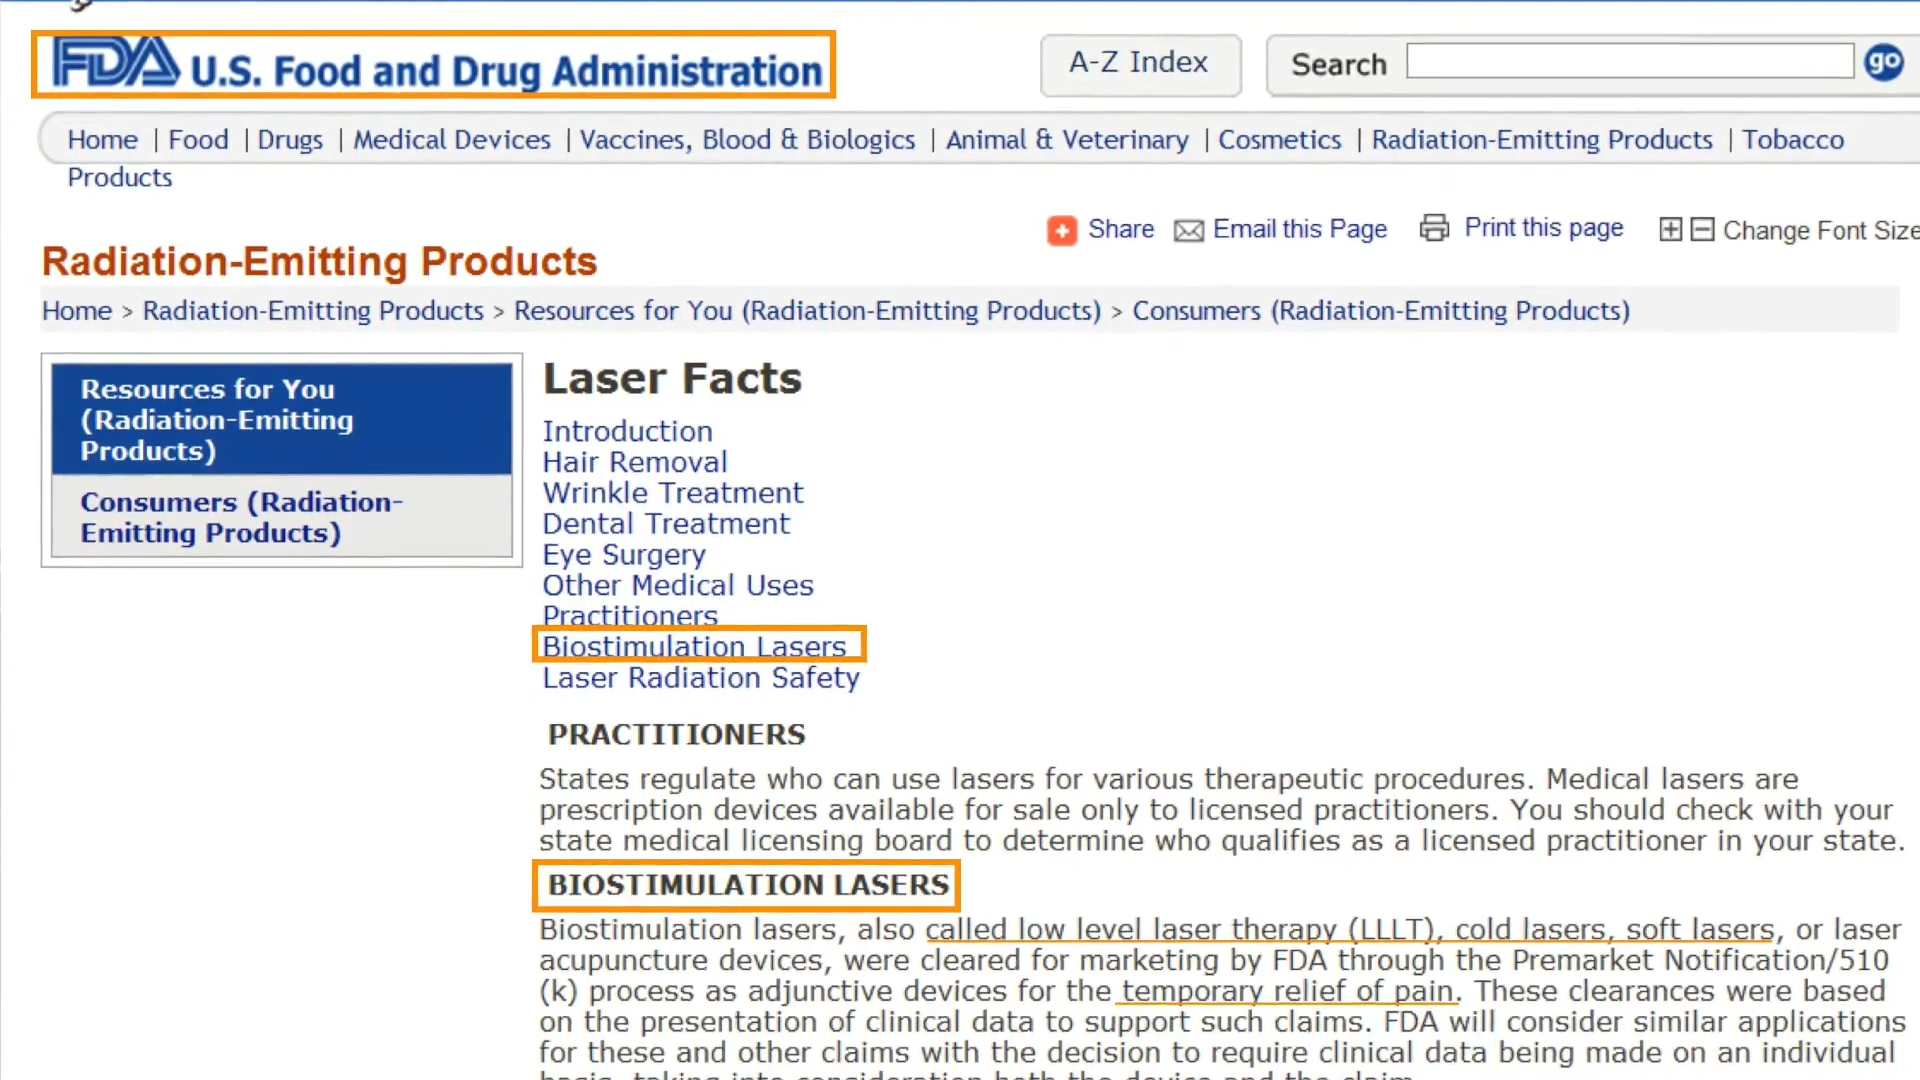 FDA U.S. Food and Drug Administration
A-Z Index
Search
go
Home | Food | Drugs | Medical Devices | Vaccines, Blood & Biologics | Animal & Veterinary | Cosmetics | Radiation-Emitting Products | Tobacco
Products
Share Email this Page Print this page Change Font Size
Radiation-Emitting Products
Home > Radiation-Emitting Products > Resources for You (Radiation-Emitting Products) > Consumers (Radiation-Emitting Products)
Resources for You
(Radiation-Emitting
Products)
Consumers (Radiation-
Emitting Products)
Laser Facts
Introduction
Hair Removal
Wrinkle Treatment
Dental Treatment
Eye Surgery
Other Medical Uses
Practitioners
Biostimulation Lasers
Laser Radiation Safety
PRACTITIONERS
States regulate who can use lasers for various therapeutic procedures. Medical lasers are
prescription devices available for sale only to licensed practitioners. You should check with your
state medical licensing board to determine who qualifies as a licensed practitioner in your state.
BIOSTIMULATION LASERS
Biostimulation lasers, also called low level laser therapy (LLLT), cold lasers, soft lasers, or laser
acupuncture devices, were cleared for marketing by FDA through the Premarket Notification/510
(k) process as adjunctive devices for the temporary relief of pain. These clearances were based
on the presentation of clinical data to support such claims. FDA will consider similar applications
for these and other claims with the decision to require clinical data being made on an individual
basis, taking into consideration both the device and the claim.